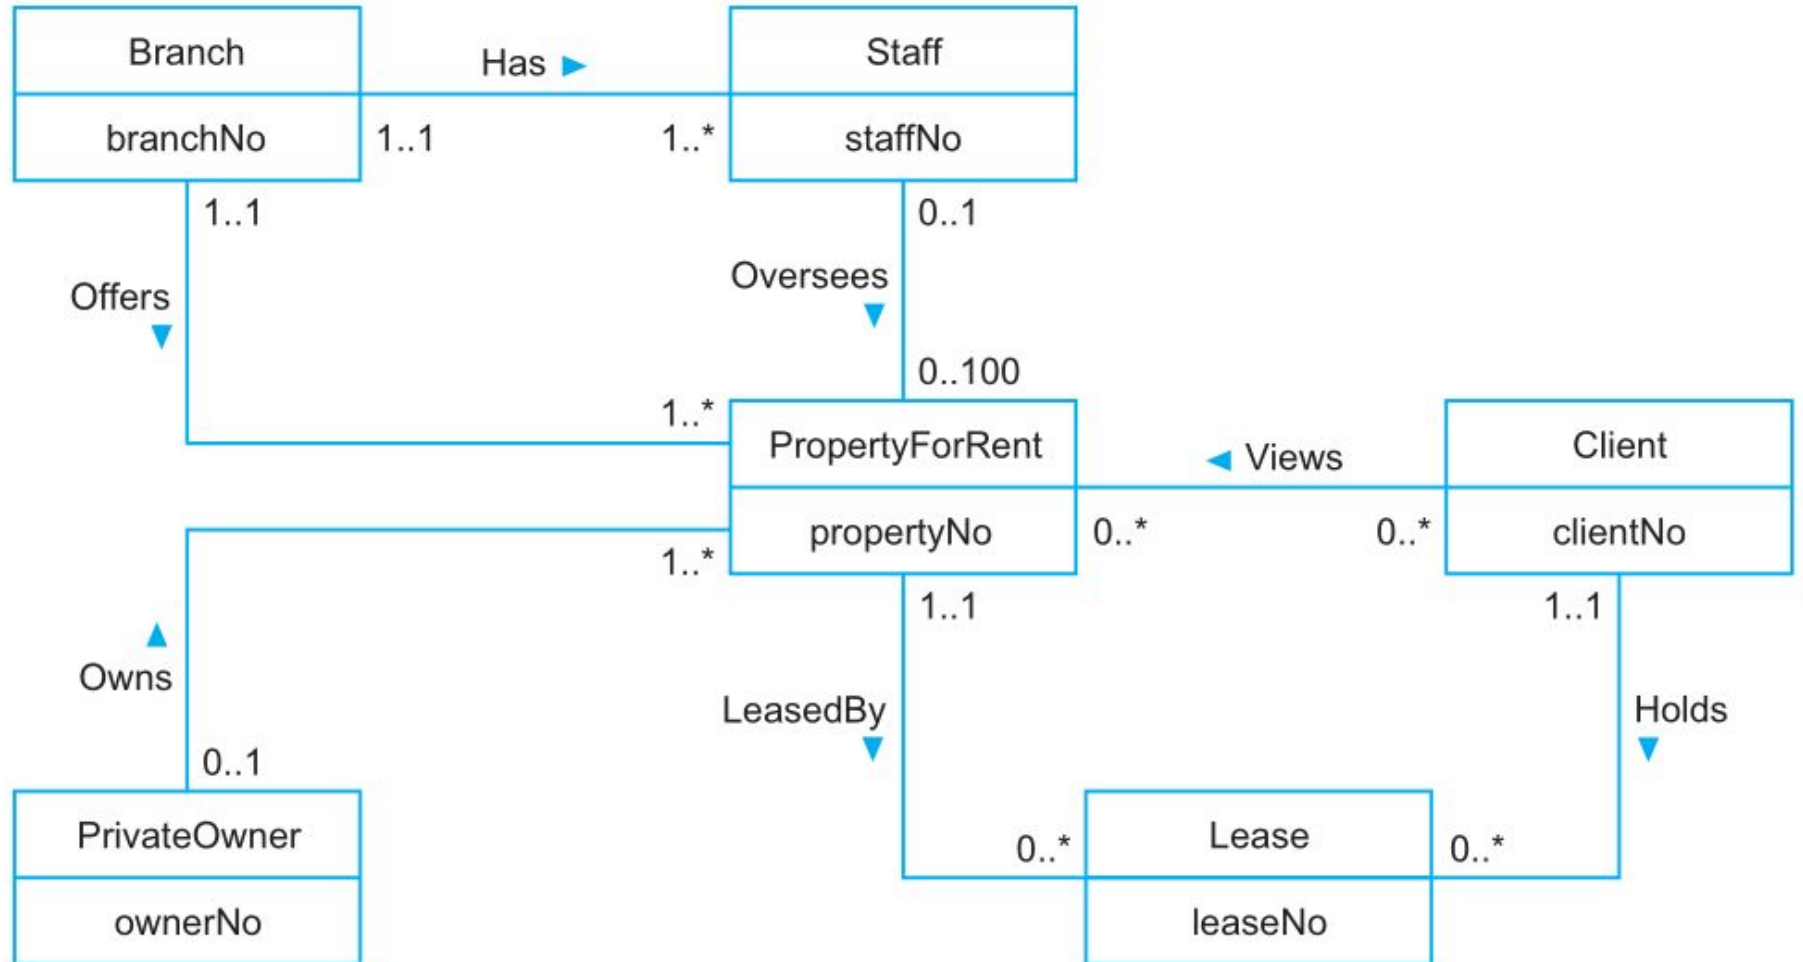 Branch
Has
Staff
branchNo
1..1
1..*
staffNo
1..1
0..1
Oversees
Offers
0..100
1..*
PropertyForRent
Views
Client
propertyNo
0..*
0..*
clientNo
1..*
1..1
1..1
Owns
LeasedBy
Holds
0..1
PrivateOwner
0..*
Lease
0..*
ownerNo
leaseNo